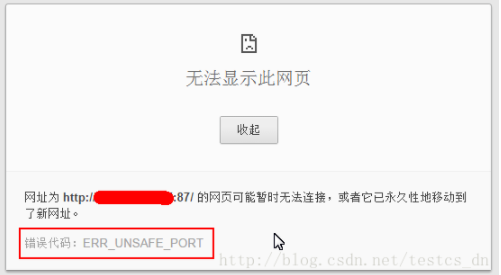 无法显示此网页
收起
网址为 http://:87/ 的网页可能暂时无法连接，或者它已永久性地移动到
了新网址。
错误代码：ERR_UNSAFE_PORT
http://blog.csdn.net/testcs_dn